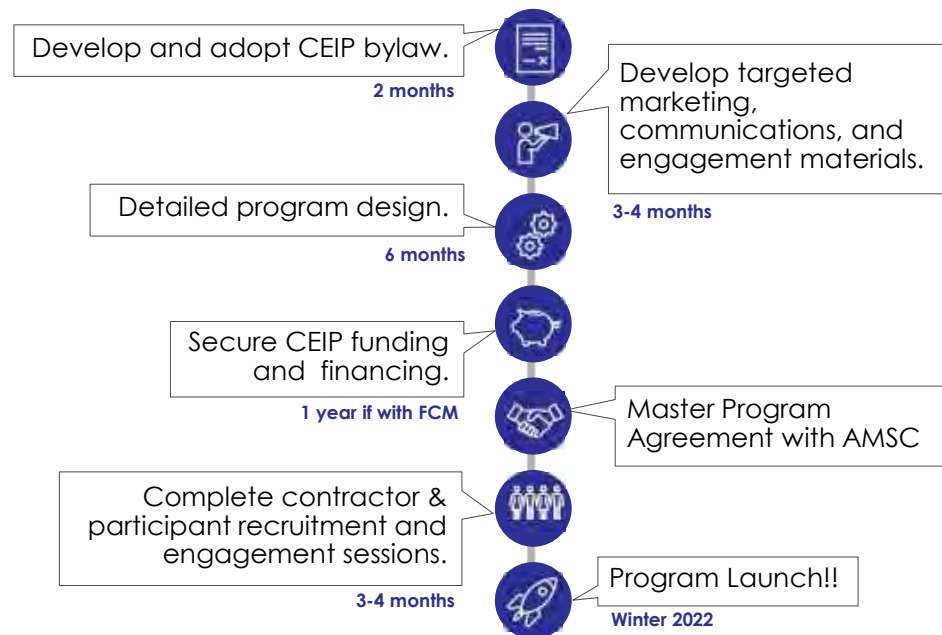 Develop and adopt CEIP bylaw.
2 months
Develop targeted
marketing,
communications, and
engagement materials.
3-4 months
Detailed program design.
6 months
Secure CEIP funding
and financing.
1 year if with FCM
Master Program
Agreement with AMSC
Complete contractor &
participant recruitment and
engagement sessions.
3-4 months
Program Launch!!
Winter 2022